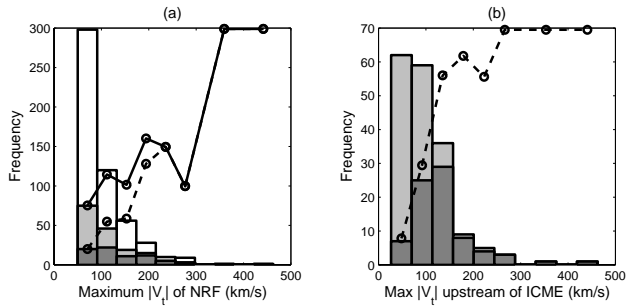 (a)
300
250
200
150
100
50
0
Frequency
0 100 200 300 400 500
Maximum |V_t| of NRF (km/s)
(b)
70
60
50
40
30
20
10
0
Frequency
0 100 200 300 400 500
Max |V_t| upstream of ICME (km/s)